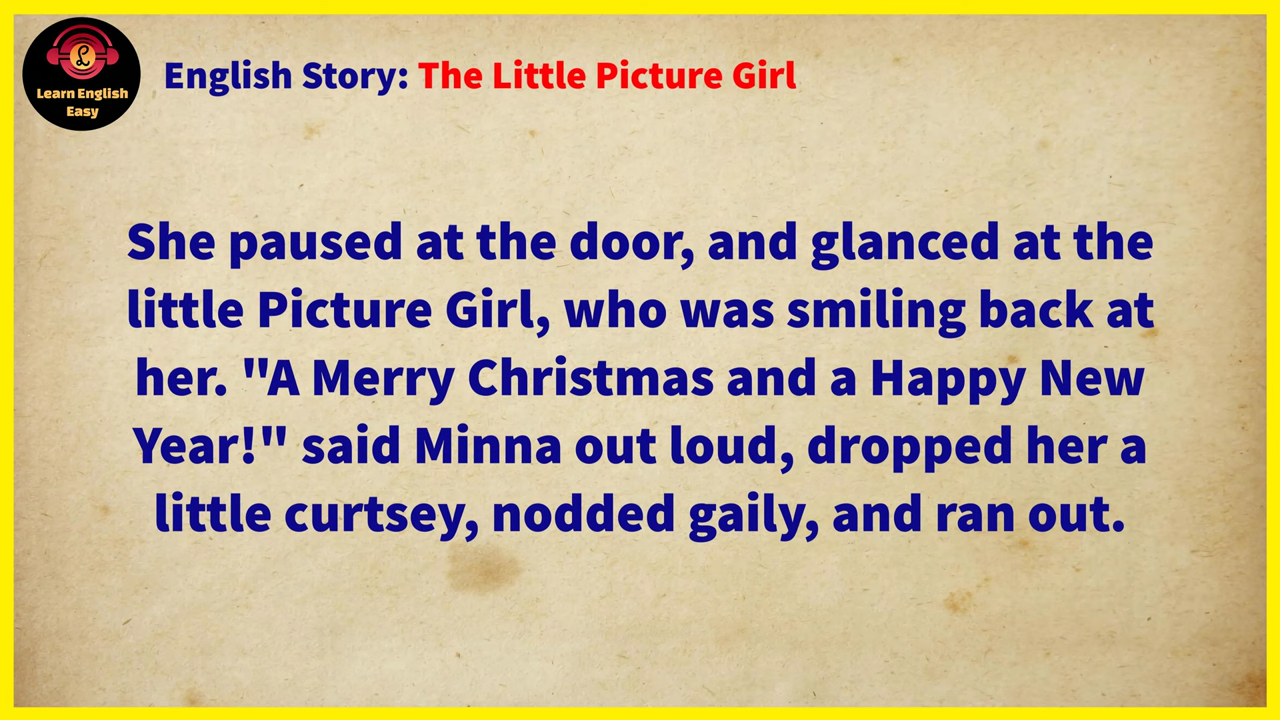 Learn English
Easy
English Story: The Little Picture Girl
She paused at the door, and glanced at the
little Picture Girl, who was smiling back at
her. "A Merry Christmas and a Happy New
Year!" said Minna out loud, dropped her a
little curtsey, nodded gaily, and ran out.